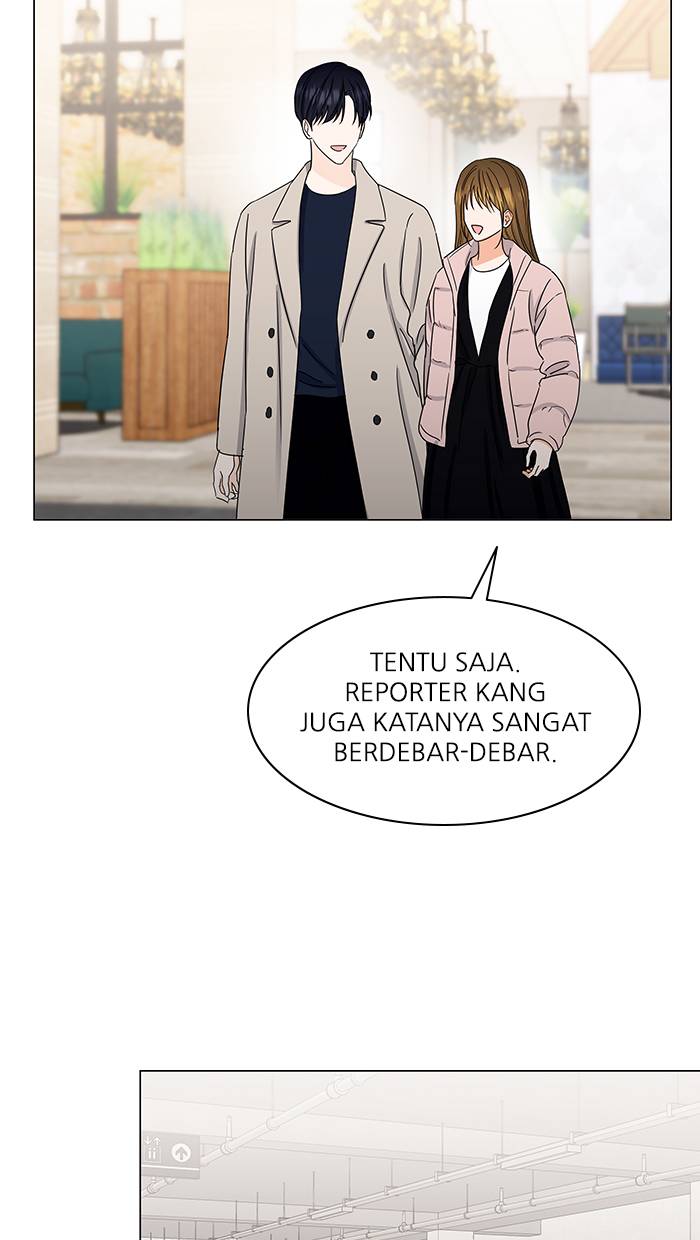 TENTU SAJA.
REPORTER KANG
JUGA KATANYA SANGAT
BERDEBAR-DEBAR.